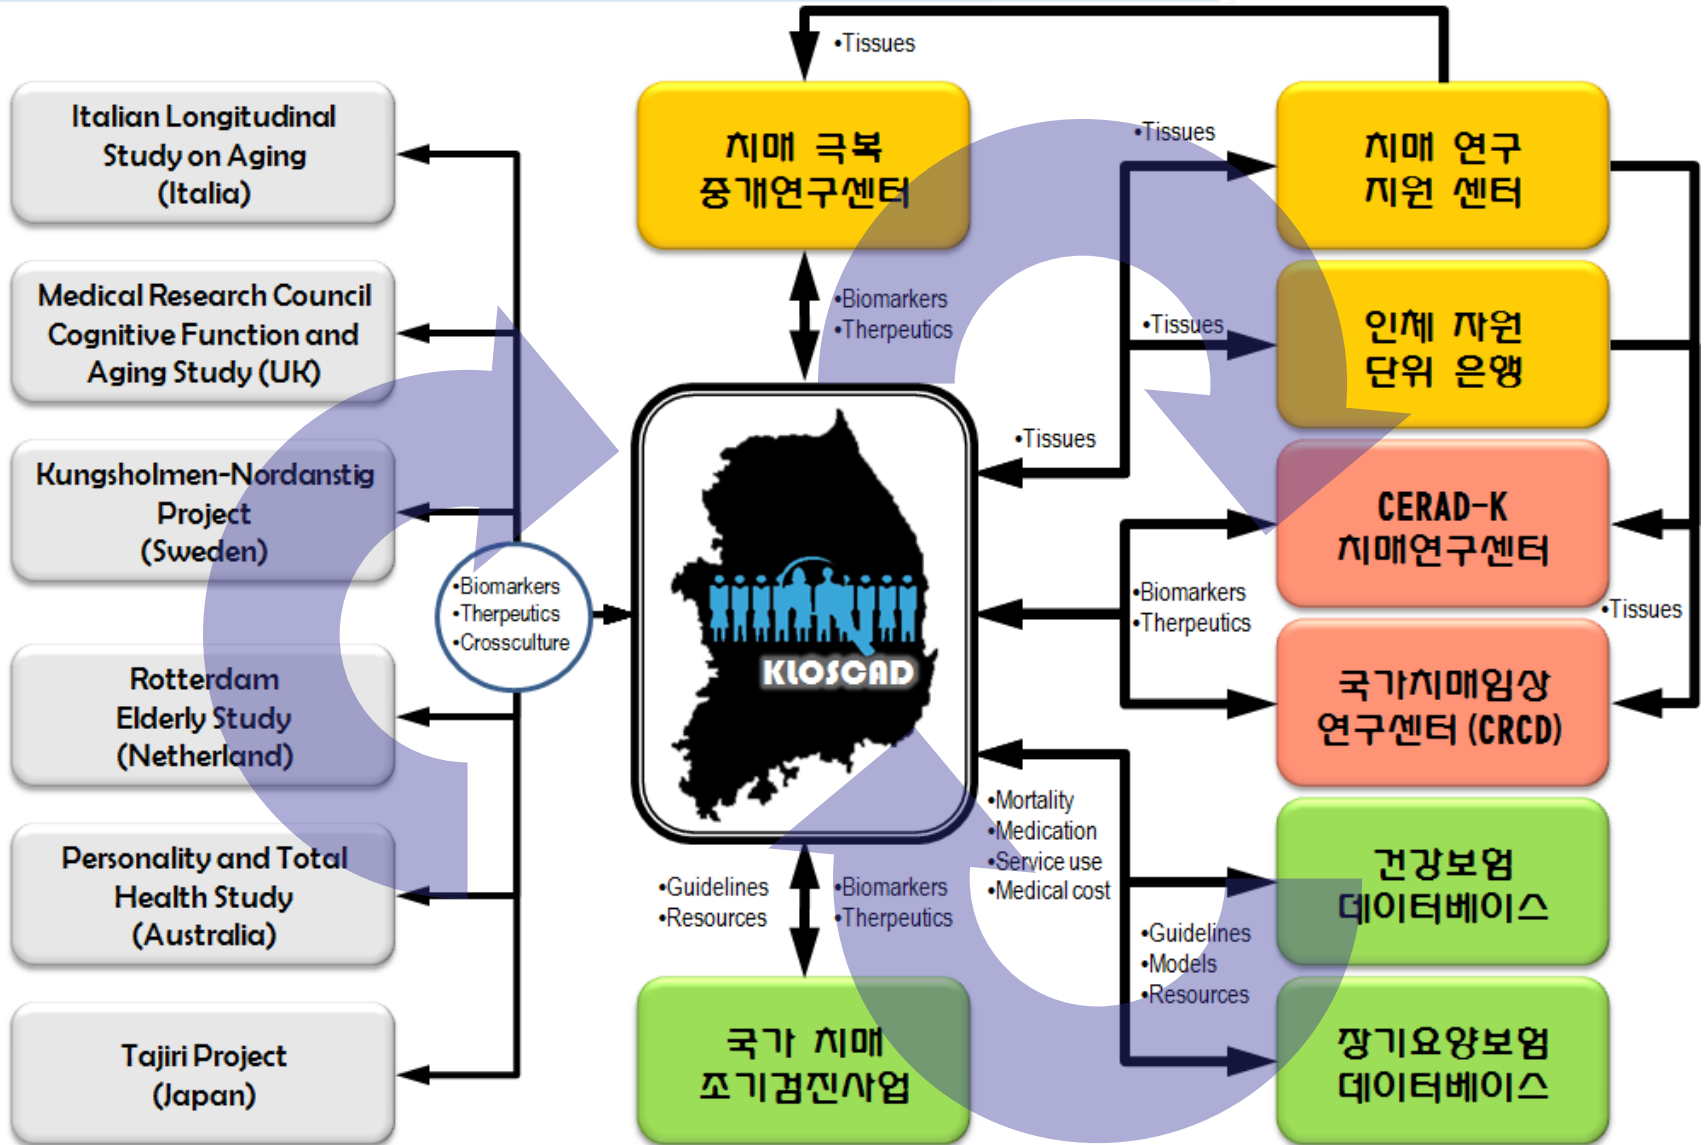 •Tissues
Italian Longitudinal
Study on Aging
(Italia)
치매 극복
중개연구센터
•Tissues
치매 연구
지원 센터
Medical Research Council
Cognitive Function and
Aging Study (UK)
•Biomarkers
•Therpeutics
•Tissues
인체 자원
단위 은행
•Tissues
Kungsholmen-Nordanstig
Project
(Sweden)
CERAD-K
치매연구센터
•Biomarkers
•Therpeutics
•Crossculture
KLOSCAD
•Biomarkers
•Therpeutics
•Tissues
Rotterdam
Elderly Study
(Netherland)
국가치매임상
연구센터(CRCD)
•Mortality
•Medication
•Service use
•Medical cost
Personality and Total
Health Study
(Australia)
•Guidelines
•Resources
•Biomarkers
•Therpeutics
건강보험
데이터베이스
•Guidelines
•Models
•Resources
Tajiri Project
(Japan)
국가 치매
조기검진사업
장기요양보험
데이터베이스